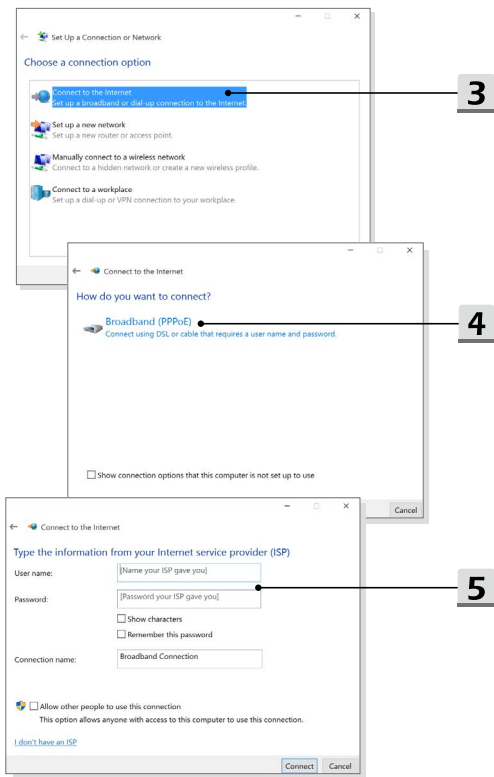 Set Up a Connection or Network
Choose a connection option
Connect to the Internet
Set up a broadband or dial-up connection to the Internet.
3
Set up a new network
Set up a new router or access point.
Manually connect to a wireless network
Connect to a hidden network or create a new wireless profile.
Connect to a workplace
Set up a dial-up or VPN connection to your workplace.
Connect to the Internet
How do you want to connect?
Broadband (PPPoE)
4
Connect using DSL or cable that requires a user name and password.
Show connection options that this computer is not set up to use
Cancel
Connect to the Internet
Type the information from your Internet service provider (ISP)
User name:
[Name your ISP gave you]
Password:
[Password your ISP gave you]
5
Show characters
Remember this password
Connection name:
Broadband Connection
Allow other people to use this connection
This option allows anyone with access to this computer to use this connection.
I don't have an ISP
Connect
Cancel